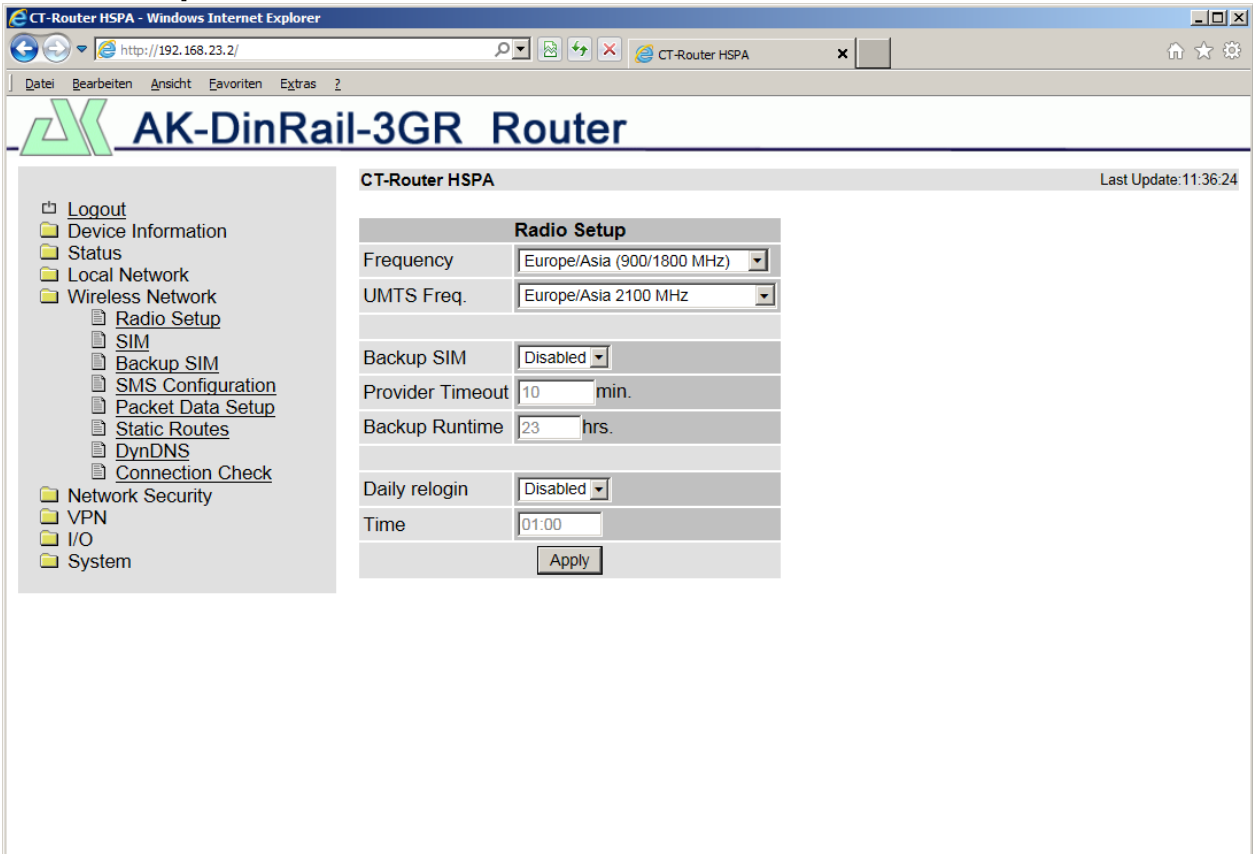 CT-Router HSPA - Windows Internet Explorer
http://192.168.23.2/
CT-Router HSPA
Datei Bearbeiten Ansicht Favoriten Extras ?
AK-DinRail-3GR Router
CT-Router HSPA
Last Update:11:36:24
Logout
Device Information
Status
Local Network
Wireless Network
Radio Setup
SIM
Backup SIM
SMS Configuration
Packet Data Setup
Static Routes
DynDNS
Connection Check
Network Security
VPN
I/O
System
Radio Setup
Frequency Europe/Asia (900/1800 MHz)
UMTS Freq. Europe/Asia 2100 MHz
Backup SIM Disabled
Provider Timeout 10 min.
Backup Runtime 23 hrs.
Daily relogin Disabled
Time 01:00
Apply